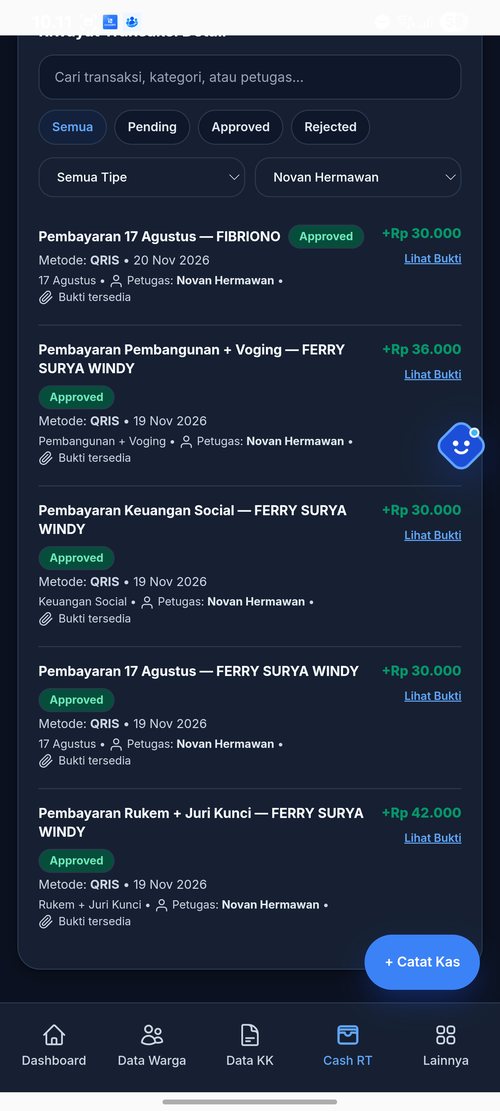 10.11
Riwayat Transaksi Detail
Cari transaksi, kategori, atau petugas...
Semua
Pending
Approved
Rejected
Semua Tipe
Novan Hermawan
Pembayaran 17 Agustus — FIBRIONO Approved +Rp 30.000
Metode: QRIS • 20 Nov 2026 Lihat Bukti
17 Agustus • Petugas: Novan Hermawan •
Bukti tersedia
Pembayaran Pembangunan + Voging — FERRY +Rp 36.000
SURYA WINDY Lihat Bukti
Approved
Metode: QRIS • 19 Nov 2026
Pembangunan + Voging • Petugas: Novan Hermawan •
Bukti tersedia
Pembayaran Keuangan Social — FERRY SURYA +Rp 30.000
WINDY Lihat Bukti
Approved
Metode: QRIS • 19 Nov 2026
Keuangan Social • Petugas: Novan Hermawan •
Bukti tersedia
Pembayaran 17 Agustus — FERRY SURYA WINDY +Rp 30.000
Approved Lihat Bukti
Metode: QRIS • 19 Nov 2026
17 Agustus • Petugas: Novan Hermawan •
Bukti tersedia
Pembayaran Rukem + Juri Kunci — FERRY SURYA +Rp 42.000
WINDY Lihat Bukti
Approved
Metode: QRIS • 19 Nov 2026
Rukem + Juri Kunci • Petugas: Novan Hermawan •
Bukti tersedia
+ Catat Kas
Dashboard
Data Warga
Data KK
Cash RT
Lainnya